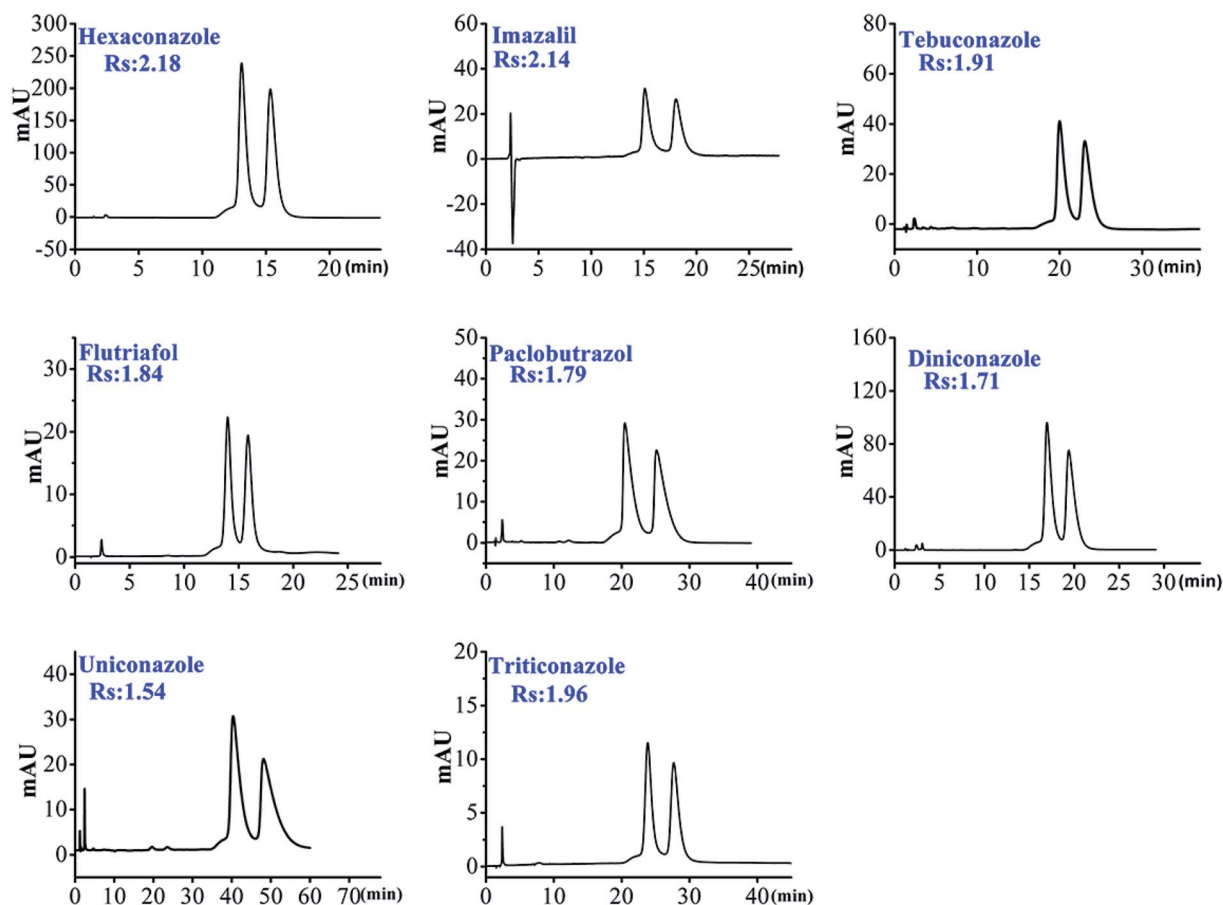 Hexaconazole
Rs:2.18
mAU
300
250
200
150
100
50
0
-50
0 5 10 15 20 (min)
Imazalil
Rs:2.14
mAU
60
40
20
0
-20
-40
0 5 10 15 20 25 (min)
Tebuconazole
Rs:1.91
mAU
80
60
40
20
0
0 10 20 30 (min)
Flutriafol
Rs:1.84
mAU
30
20
10
0
0 5 10 15 20 25 (min)
Paclobutrazol
Rs:1.79
mAU
50
40
30
20
10
0
0 10 20 30 40 (min)
Diniconazole
Rs:1.71
mAU
160
120
80
40
0
0 5 10 15 20 25 30 (min)
Uniconazole
Rs:1.54
mAU
40
30
20
10
0
0 10 20 30 40 50 60 70 (min)
Triticonazole
Rs:1.96
mAU
20
15
10
5
0
0 10 20 30 40 (min)